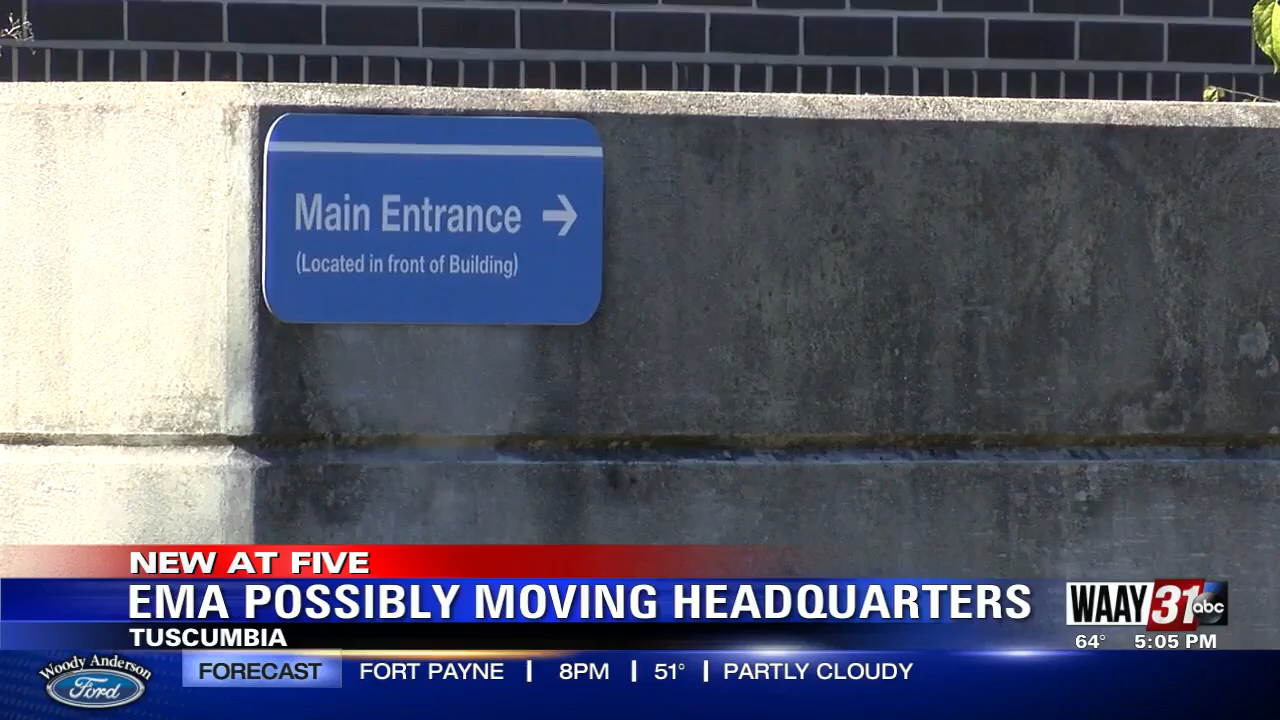 Main Entrance →
(Located in front of Building)
NEW AT FIVE
EMA POSSIBLY MOVING HEADQUARTERS
TUSCUMBIA
WAAY 31 abc
64° 5:05 PM
Woody Anderson
Ford
FORECAST FORT PAYNE | 8PM | 51° | PARTLY CLOUDY